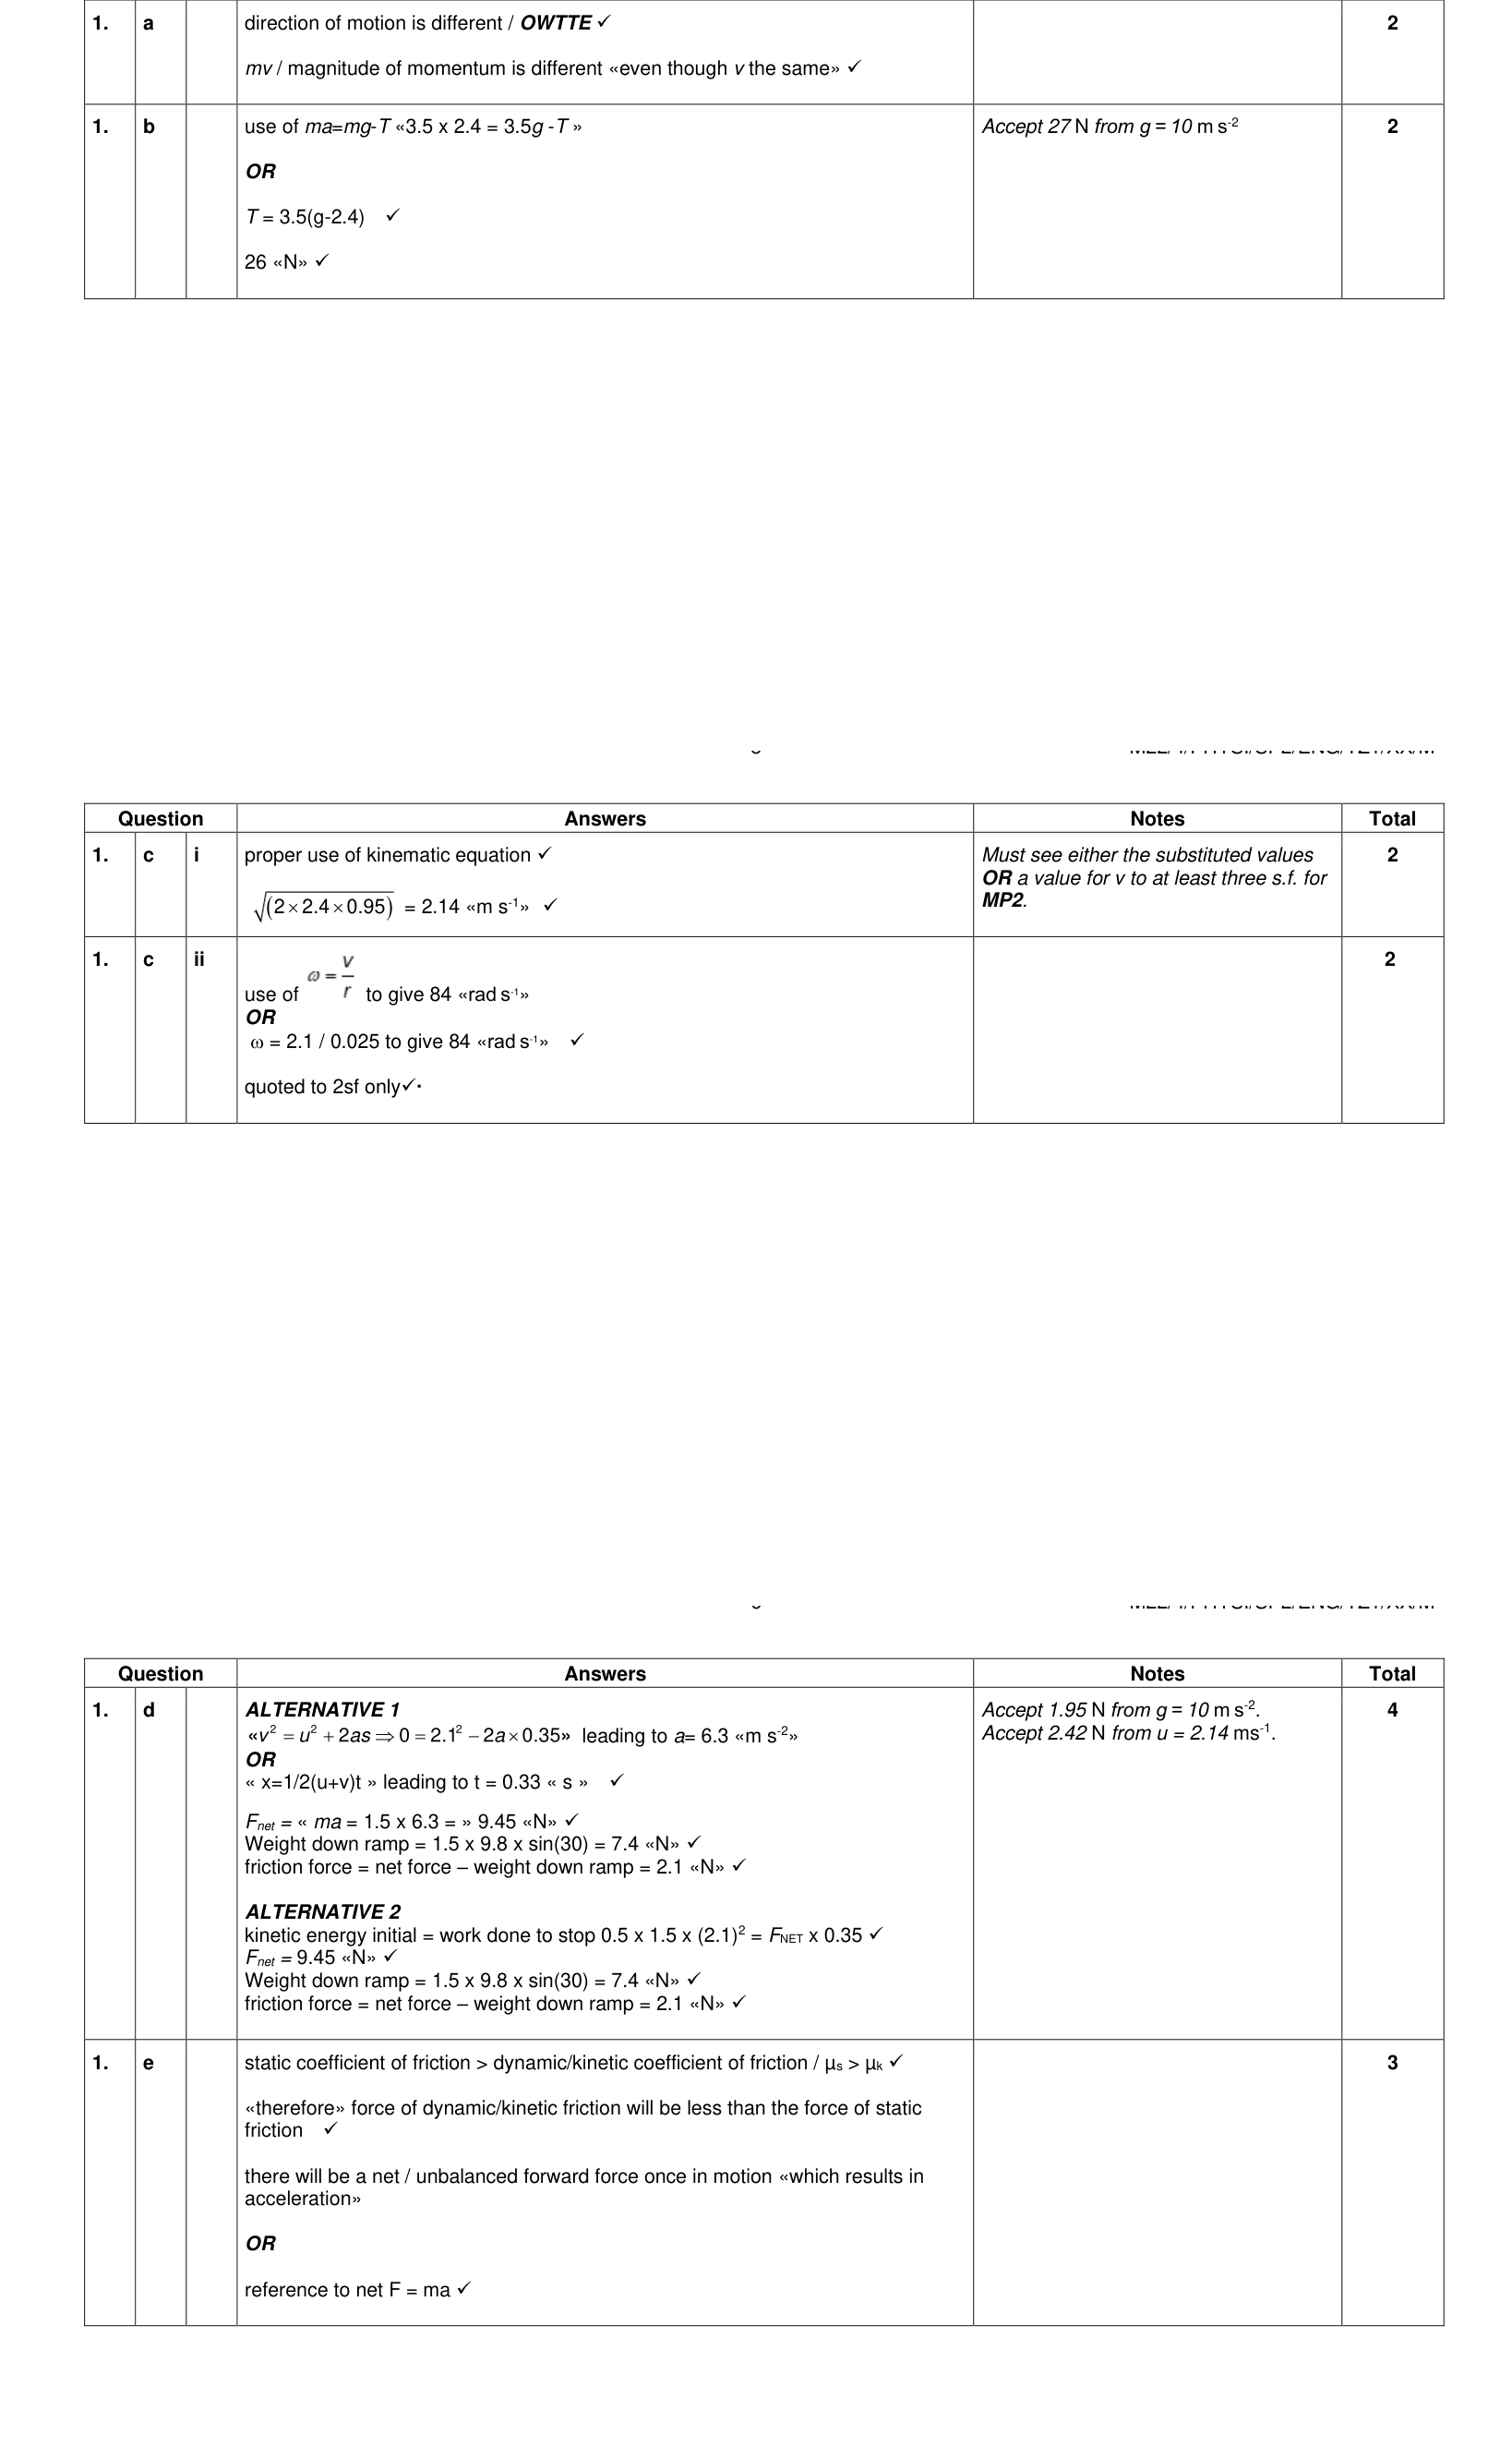 1. a direction of motion is different / OWTTE ✓ 2
mv / magnitude of momentum is different «even though v the same» ✓
1. b use of ma=mg-T «3.5 x 2.4 = 3.5g -T » Accept 27 N from g = 10 m s⁻² 2
OR
T = 3.5(g-2.4) ✓
26 «N» ✓
Question Answers Notes Total
1. c i proper use of kinematic equation ✓ Must see either the substituted values 2
OR a value for v to at least three s.f. for
√(2×2.4×0.95) = 2.14 «m s⁻¹» ✓ MP2.
1. c ii 2
use of ω = v/r to give 84 «rad s⁻¹»
OR
ω = 2.1 / 0.025 to give 84 «rad s⁻¹» ✓
quoted to 2sf only✓·
Question Answers Notes Total
1. d ALTERNATIVE 1 Accept 1.95 N from g = 10 m s⁻². 4
«v² = u² + 2as ⇒ 0 = 2.1² − 2a×0.35» leading to a= 6.3 «m s⁻²» Accept 2.42 N from u = 2.14 ms⁻¹.
OR
« x=1/2(u+v)t » leading to t = 0.33 « s » ✓
Fnet = « ma = 1.5 x 6.3 = » 9.45 «N» ✓
Weight down ramp = 1.5 x 9.8 x sin(30) = 7.4 «N» ✓
friction force = net force – weight down ramp = 2.1 «N» ✓
ALTERNATIVE 2
kinetic energy initial = work done to stop 0.5 x 1.5 x (2.1)² = FNET x 0.35 ✓
Fnet = 9.45 «N» ✓
Weight down ramp = 1.5 x 9.8 x sin(30) = 7.4 «N» ✓
friction force = net force – weight down ramp = 2.1 «N» ✓
1. e static coefficient of friction > dynamic/kinetic coefficient of friction / μs > μk ✓ 3
«therefore» force of dynamic/kinetic friction will be less than the force of static
friction ✓
there will be a net / unbalanced forward force once in motion «which results in
acceleration»
OR
reference to net F = ma ✓